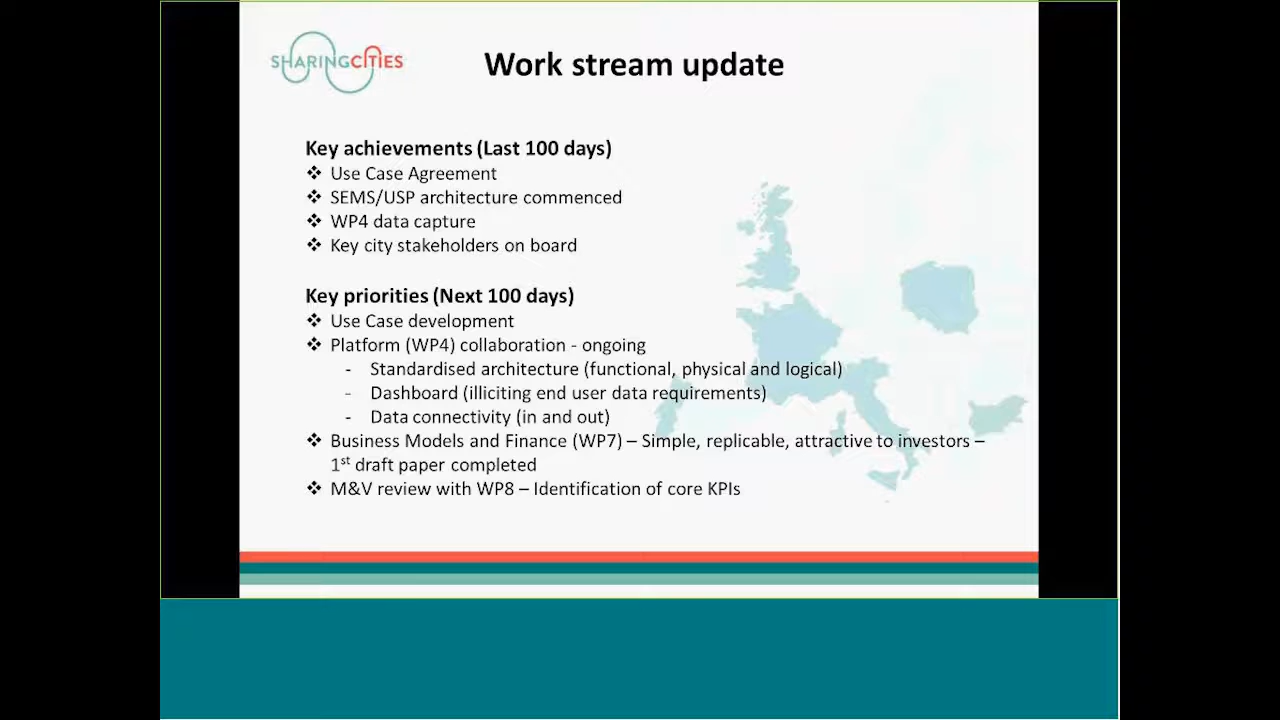 SHARINGCITIES
Work stream update
Key achievements (Last 100 days)
❖ Use Case Agreement
❖ SEMS/USP architecture commenced
❖ WP4 data capture
❖ Key city stakeholders on board
Key priorities (Next 100 days)
❖ Use Case development
❖ Platform (WP4) collaboration - ongoing
- Standardised architecture (functional, physical and logical)
- Dashboard (illiciting end user data requirements)
- Data connectivity (in and out)
❖ Business Models and Finance (WP7) – Simple, replicable, attractive to investors –
1st draft paper completed
❖ M&V review with WP8 – Identification of core KPIs